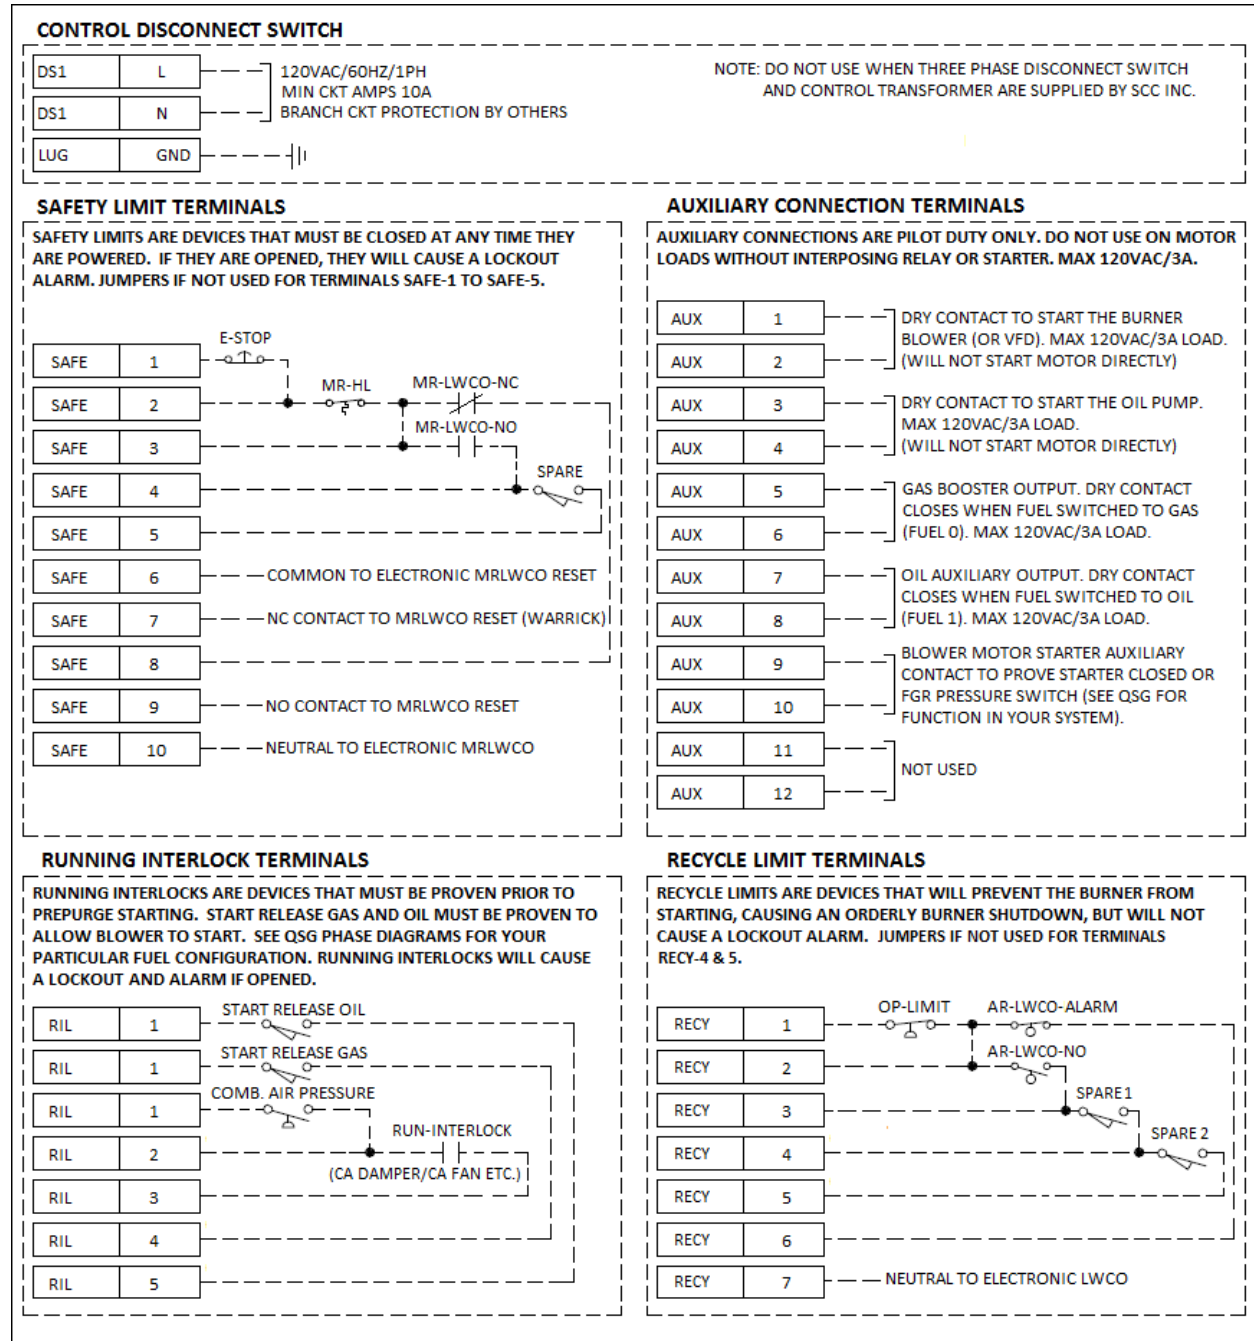 CONTROL DISCONNECT SWITCH
DS1 L
120VAC/60HZ/1PH
MIN CKT AMPS 10A
DS1 N
BRANCH CKT PROTECTION BY OTHERS
LUG GND
NOTE: DO NOT USE WHEN THREE PHASE DISCONNECT SWITCH
AND CONTROL TRANSFORMER ARE SUPPLIED BY SCC INC.
SAFETY LIMIT TERMINALS
SAFETY LIMITS ARE DEVICES THAT MUST BE CLOSED AT ANY TIME THEY
ARE POWERED. IF THEY ARE OPENED, THEY WILL CAUSE A LOCKOUT
ALARM. JUMPERS IF NOT USED FOR TERMINALS SAFE-1 TO SAFE-5.
E-STOP
SAFE 1
MR-HL
MR-LWCO-NC
SAFE 2
MR-LWCO-NO
SAFE 3
SPARE
SAFE 4
SAFE 5
SAFE 6 COMMON TO ELECTRONIC MRLWCO RESET
SAFE 7 NC CONTACT TO MRLWCO RESET (WARRICK)
SAFE 8
SAFE 9 NO CONTACT TO MRLWCO RESET
SAFE 10 NEUTRAL TO ELECTRONIC MRLWCO
AUXILIARY CONNECTION TERMINALS
AUXILIARY CONNECTIONS ARE PILOT DUTY ONLY. DO NOT USE ON MOTOR
LOADS WITHOUT INTERPOSING RELAY OR STARTER. MAX 120VAC/3A.
AUX 1
AUX 2
DRY CONTACT TO START THE BURNER
BLOWER (OR VFD). MAX 120VAC/3A LOAD.
(WILL NOT START MOTOR DIRECTLY)
AUX 3
AUX 4
DRY CONTACT TO START THE OIL PUMP.
MAX 120VAC/3A LOAD.
(WILL NOT START MOTOR DIRECTLY)
AUX 5
AUX 6
GAS BOOSTER OUTPUT. DRY CONTACT
CLOSES WHEN FUEL SWITCHED TO GAS
(FUEL 0). MAX 120VAC/3A LOAD.
AUX 7
AUX 8
OIL AUXILIARY OUTPUT. DRY CONTACT
CLOSES WHEN FUEL SWITCHED TO OIL
(FUEL 1). MAX 120VAC/3A LOAD.
AUX 9
AUX 10
BLOWER MOTOR STARTER AUXILIARY
CONTACT TO PROVE STARTER CLOSED OR
FGR PRESSURE SWITCH (SEE QSG FOR
FUNCTION IN YOUR SYSTEM).
AUX 11
AUX 12
NOT USED
RUNNING INTERLOCK TERMINALS
RUNNING INTERLOCKS ARE DEVICES THAT MUST BE PROVEN PRIOR TO
PREPURGE STARTING. START RELEASE GAS AND OIL MUST BE PROVEN TO
ALLOW BLOWER TO START. SEE QSG PHASE DIAGRAMS FOR YOUR
PARTICULAR FUEL CONFIGURATION. RUNNING INTERLOCKS WILL CAUSE
A LOCKOUT AND ALARM IF OPENED.
START RELEASE OIL
RIL 1
START RELEASE GAS
RIL 1
COMB. AIR PRESSURE
RIL 1
RUN-INTERLOCK
RIL 2
(CA DAMPER/CA FAN ETC.)
RIL 3
RIL 4
RIL 5
RECYCLE LIMIT TERMINALS
RECYCLE LIMITS ARE DEVICES THAT WILL PREVENT THE BURNER FROM
STARTING, CAUSING AN ORDERLY BURNER SHUTDOWN, BUT WILL NOT
CAUSE A LOCKOUT ALARM. JUMPERS IF NOT USED FOR TERMINALS
RECY-4 & 5.
OP-LIMIT
AR-LWCO-ALARM
RECY 1
AR-LWCO-NO
RECY 2
SPARE1
RECY 3
SPARE 2
RECY 4
RECY 5
RECY 6
RECY 7 NEUTRAL TO ELECTRONIC LWCO